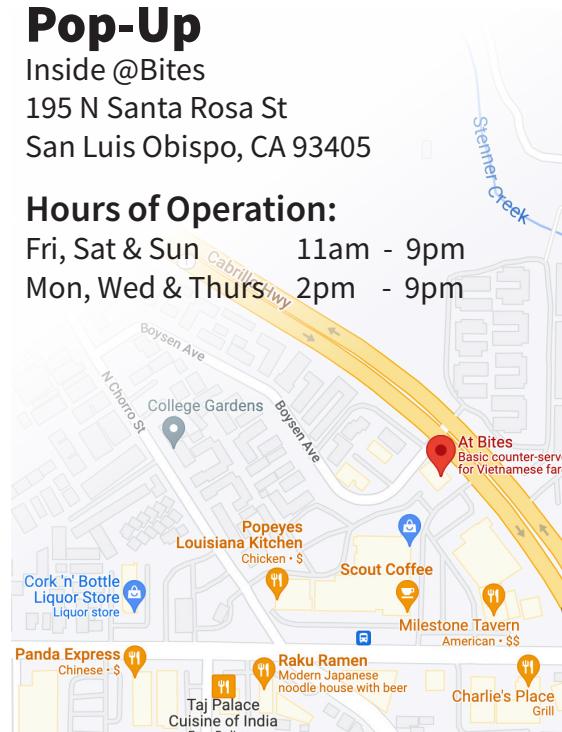 Pop-Up
Inside @Bites
195 N Santa Rosa St
San Luis Obispo, CA 93405
Hours of Operation:
Fri, Sat & Sun 11am - 9pm
Mon, Wed & Thurs 2pm - 9pm
Stenner Creek
Cabrillo Hwy
Boysen Ave
N Chorro St
College Gardens
Boysen Ave
At Bites
Basic counter-serv
for Vietnamese far
Popeyes
Louisiana Kitchen
Chicken • $
Scout Coffee
Cork 'n' Bottle
Liquor Store
Liquor store
Milestone Tavern
American • $$
Panda Express
Chinese • $
Raku Ramen
Modern Japanese
noodle house with beer
Taj Palace
Cuisine of India
Charlie's Place
Grill